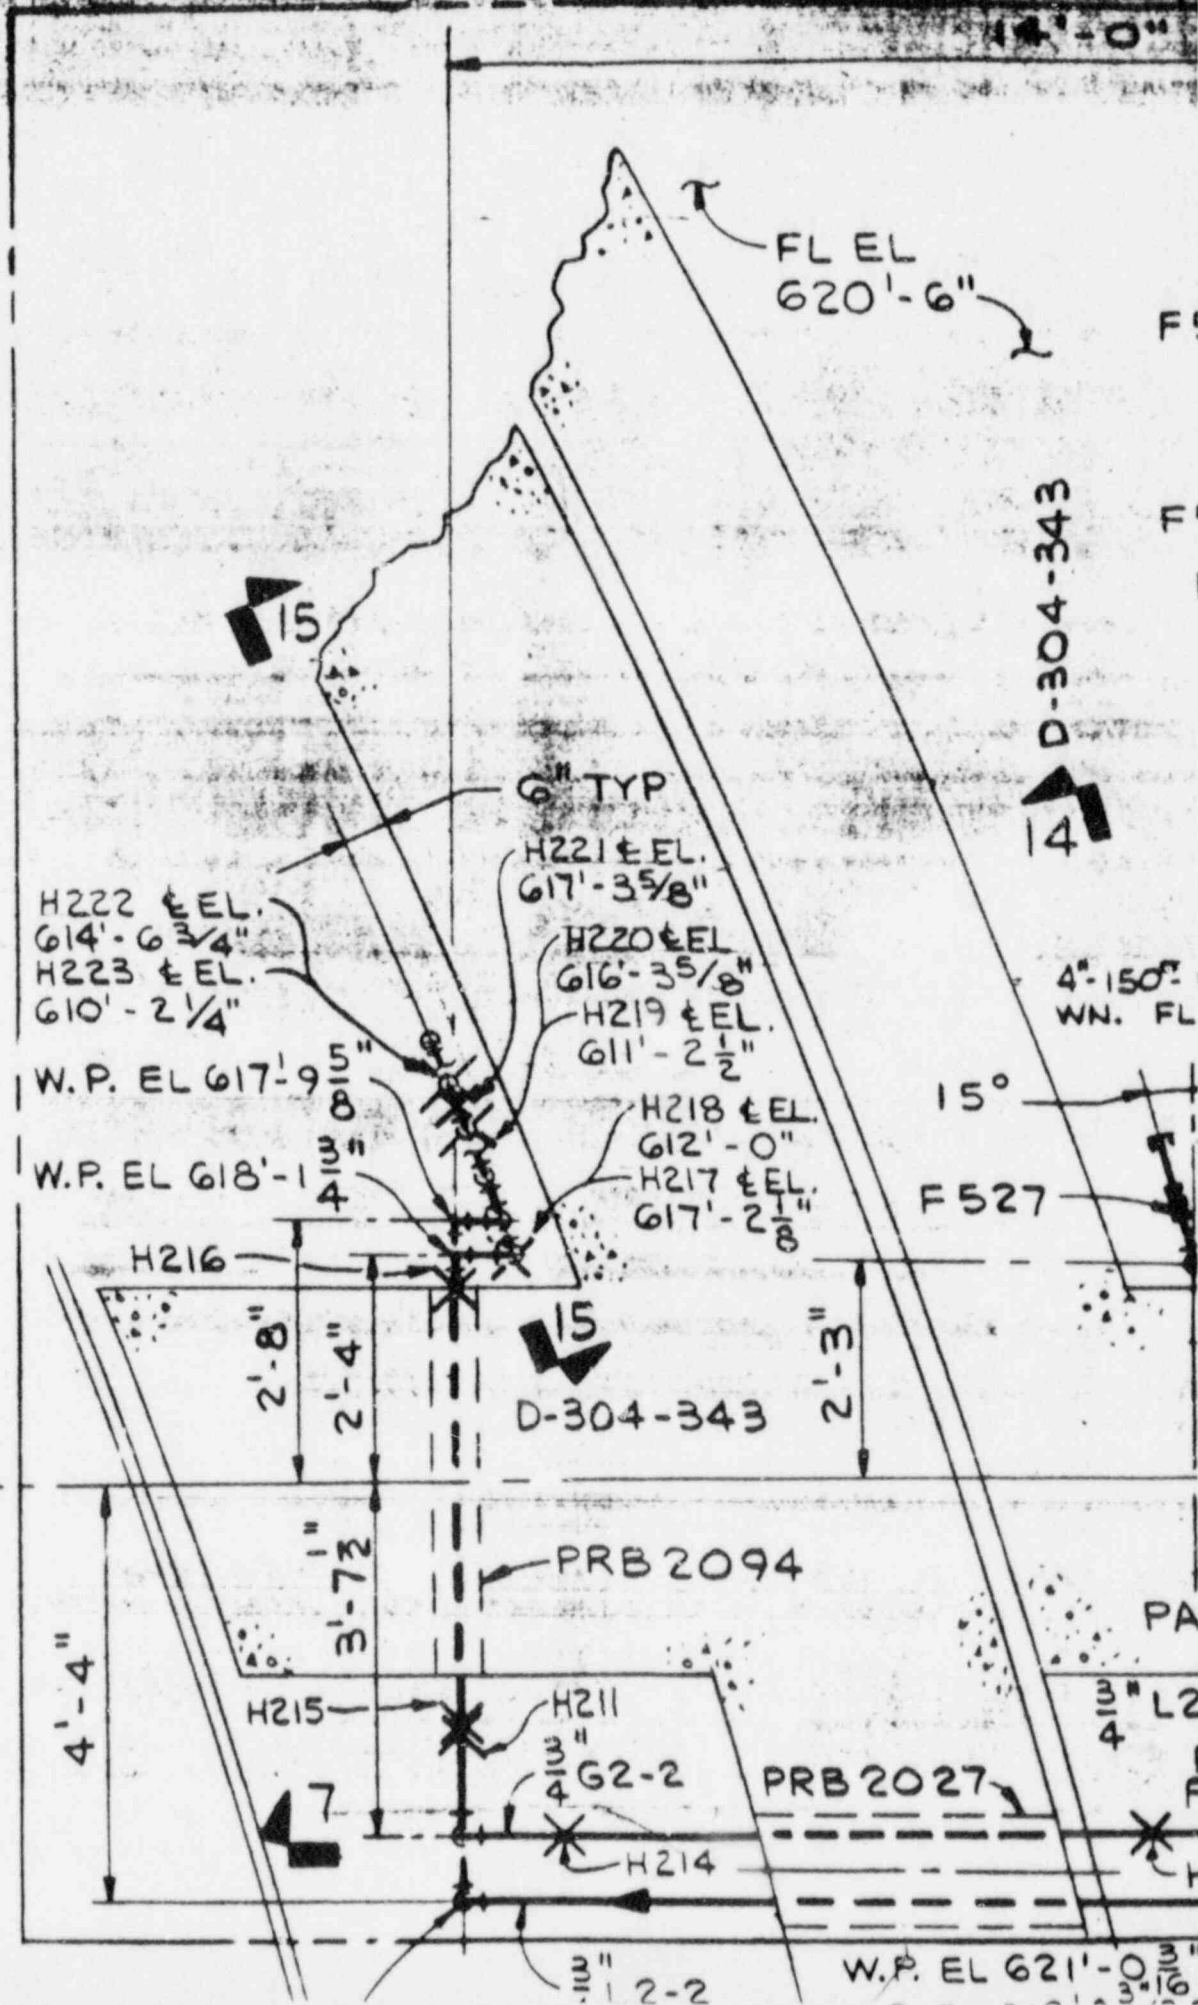 14'-0"
FL EL
620'-6"
15
D-304-343
14
6" TYP
H221 ℄ EL.
617'-3 5/8"
H222 ℄ EL.
614'-6 3/4"
H223 ℄ EL.
610'-2 1/4"
H220 ℄ EL
616'-3 5/8"
H219 ℄ EL.
611'-2 1/2"
4"-150
WN. FL
W.P. EL 617'-9 5/8"
W.P. EL 618'-1 3/4"
15°
H218 ℄ EL.
612'-0"
H217 ℄ EL.
617'-2 1/8"
F 527
H216
15
D-304-343
2'-8"
2'-4"
2'-3"
3'-7 1/2"
PRB 2094
4'-4"
H215
H211
3/4" G2-2
3/4" L2
PRB 2027
7
H214
W.P. EL 621'-0 3/16"
2-2